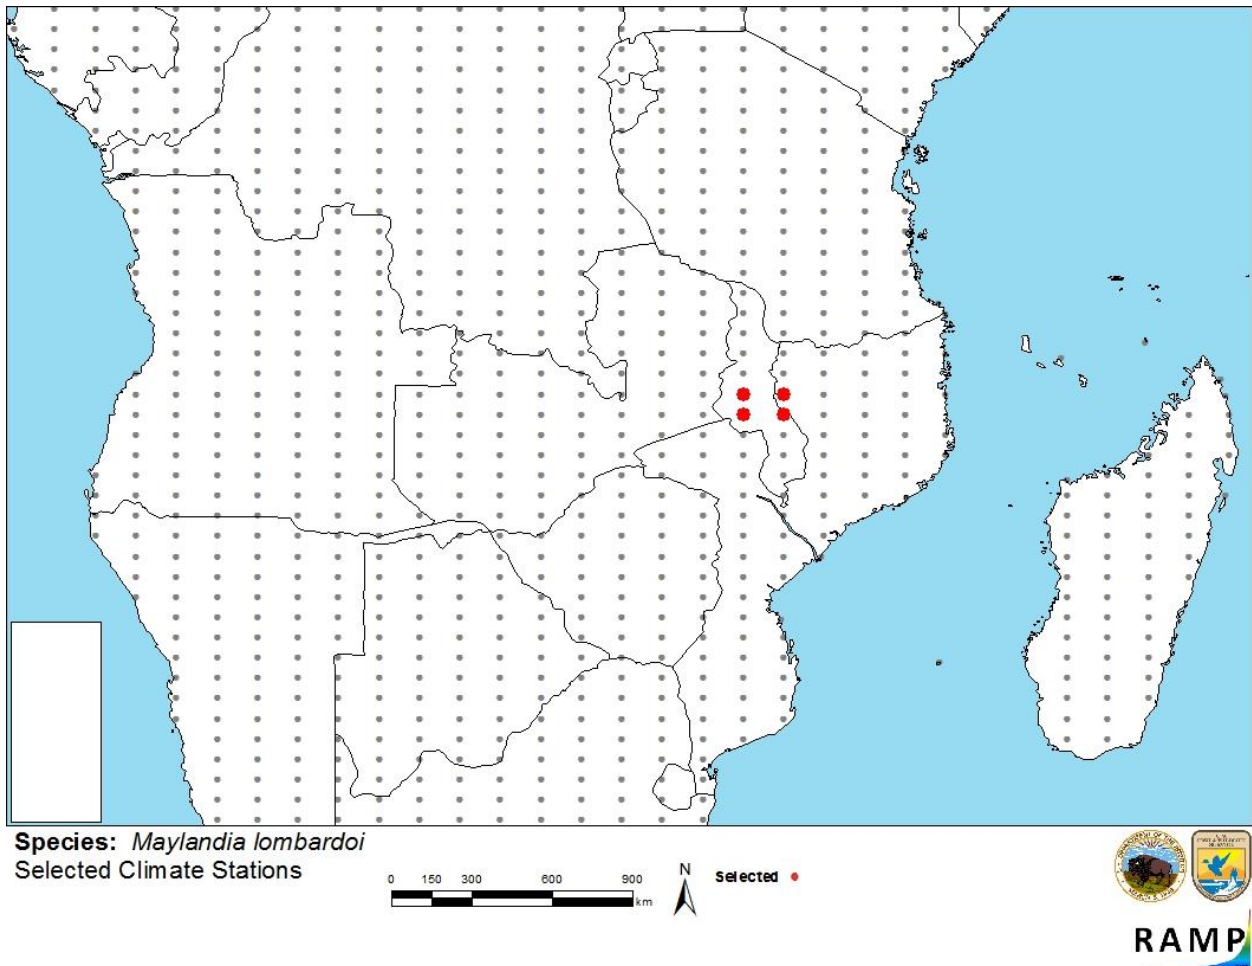 Species: Maylandia lombardoi
Selected Climate Stations
0 150 300 600 900
km
N
Selected
RAMP